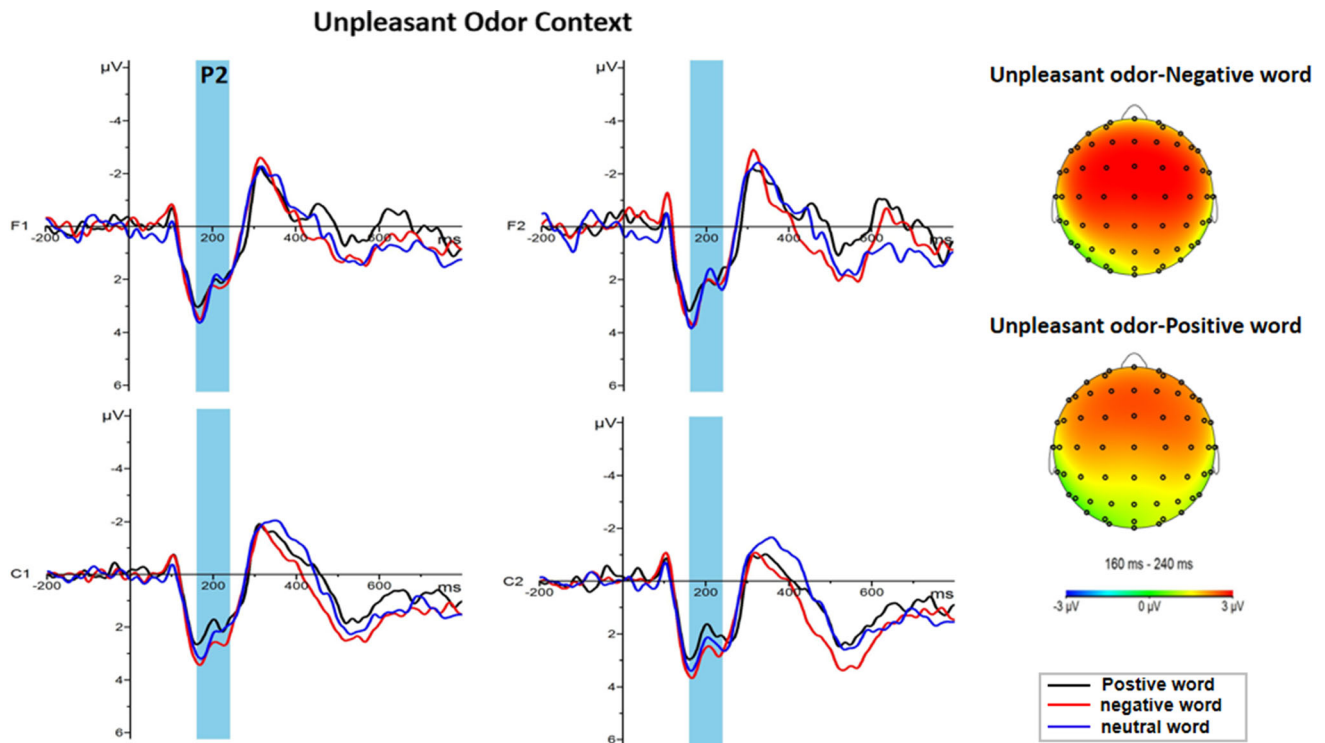 Unpleasant Odor Context
µV
P2
-4
-2
F1
-200
200
400
600
ms
2
4
6
µV
-4
-2
F2
-200
200
400
600
ms
2
4
6
µV
-4
-2
C1
-200
200
400
600
ms
2
4
6
µV
-4
-2
C2
-200
200
400
600
ms
2
4
6
Unpleasant odor-Negative word
Unpleasant odor-Positive word
160 ms - 240 ms
-3 µV 0 µV 3 µV
Postive word
negative word
neutral word